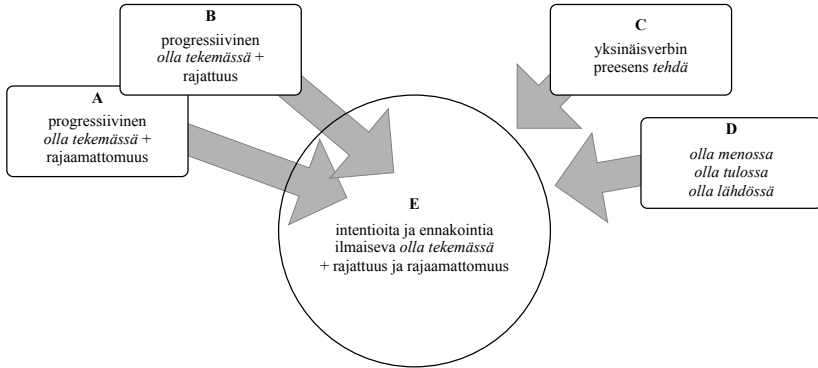 B
progressiivinen
olla tekemässä +
rajattuus
A
progressiivinen
olla tekemässä +
rajaamattomuus
C
yksinäisverbin
preesens tehdä
D
olla menossa
olla tulossa
olla lähdössä
E
intentioita ja ennakointia
ilmaiseva olla tekemässä
+ rajattuus ja rajaamattomuus